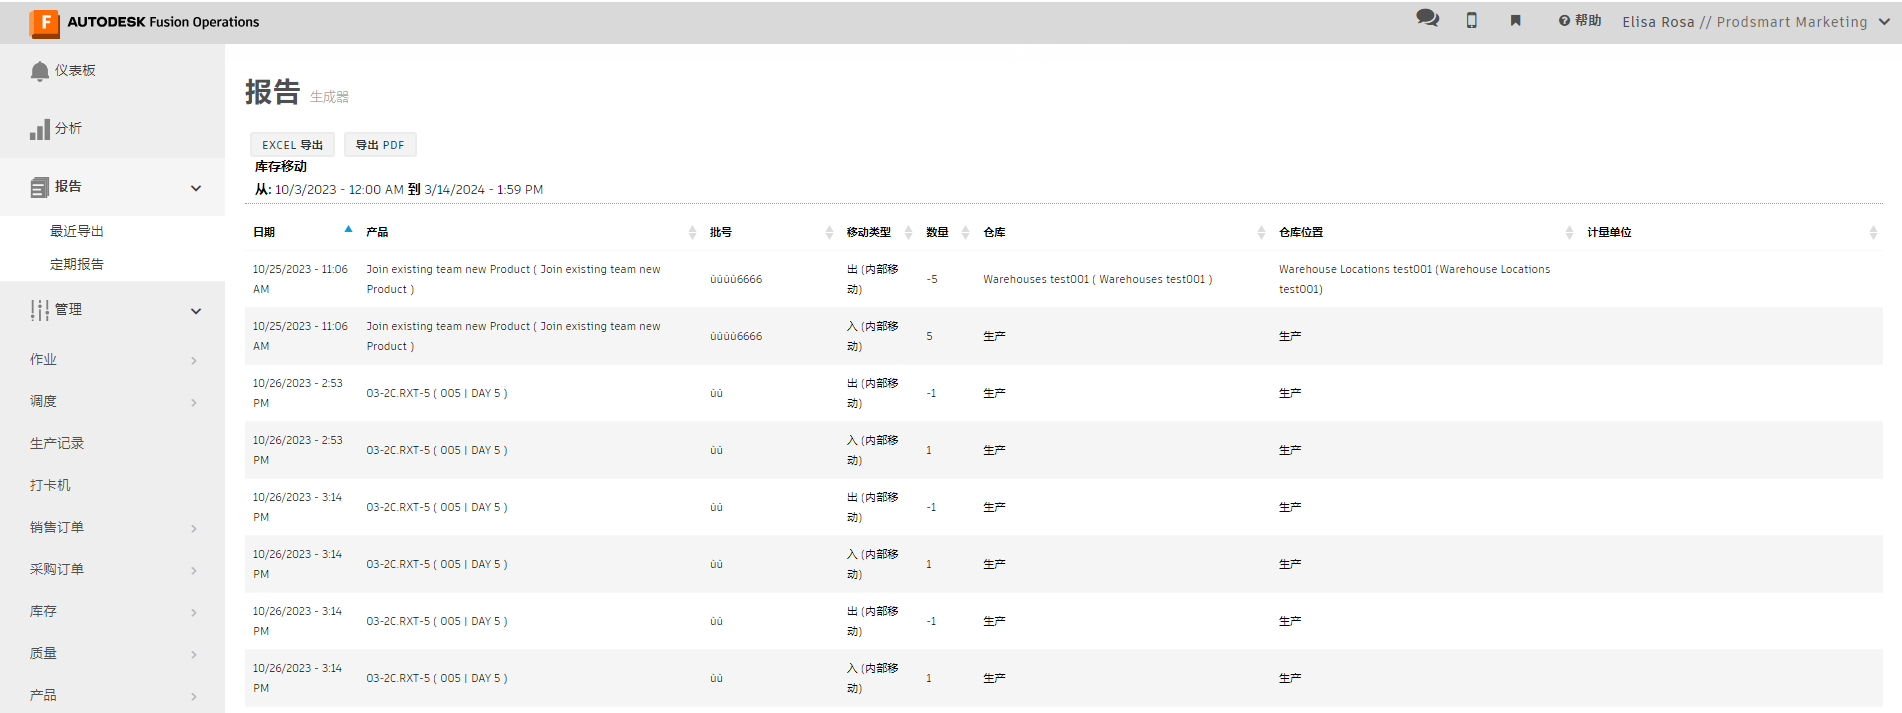 AUTODESK Fusion Operations
帮助
Elisa Rosa // Prodsmart Marketing
仪表板
分析
报告
最近导出
定期报告
管理
作业
调度
生产记录
打卡机
销售订单
采购订单
库存
质量
产品
报告 生成器
EXCEL 导出 导出 PDF
库存移动
从: 10/3/2023 - 12:00 AM 到 3/14/2024 - 1:59 PM
日期 产品 批号 移动类型 数量 仓库 仓库位置 计量单位
10/25/2023 - 11:06 Join existing team new Product ( Join existing team new 出 (内部移 Warehouse Locations test001 (Warehouse Locations
ùùùù6666 -5 Warehouses test001 ( Warehouses test001 )
AM Product ) 动) test001)
10/25/2023 - 11:06 Join existing team new Product ( Join existing team new 入 (内部移
ùùùù6666 5 生产 生产
AM Product ) 动)
10/26/2023 - 2:53 出 (内部移
03-2C.RXT-5 ( 005 | DAY 5 ) ùù -1 生产 生产
PM 动)
10/26/2023 - 2:53 入 (内部移
03-2C.RXT-5 ( 005 | DAY 5 ) ùù 1 生产 生产
PM 动)
10/26/2023 - 3:14 出 (内部移
03-2C.RXT-5 ( 005 | DAY 5 ) ùù -1 生产 生产
PM 动)
10/26/2023 - 3:14 入 (内部移
03-2C.RXT-5 ( 005 | DAY 5 ) ùù 1 生产 生产
PM 动)
10/26/2023 - 3:14 出 (内部移
03-2C.RXT-5 ( 005 | DAY 5 ) ùù -1 生产 生产
PM 动)
10/26/2023 - 3:14 入 (内部移
03-2C.RXT-5 ( 005 | DAY 5 ) ùù 1 生产 生产
PM 动)